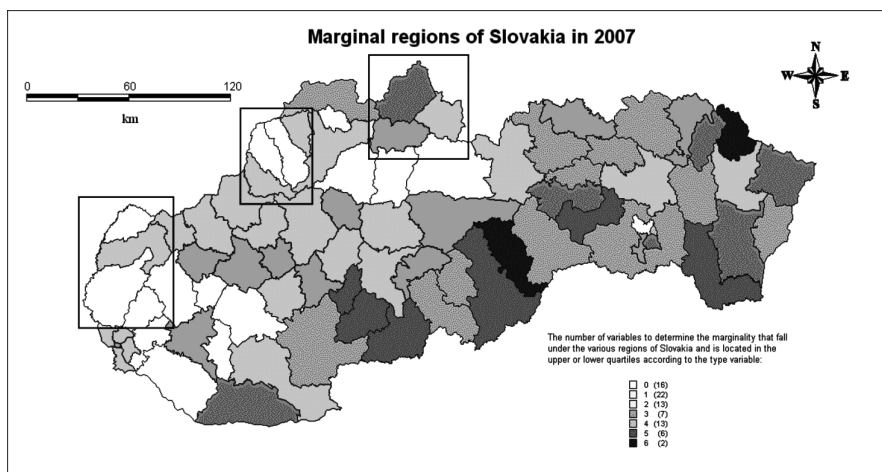 Marginal regions of Slovakia in 2007
0 60 120
km
N
W E
S
The number of variables to determine the marginality that fall
under the various regions of Slovakia and is located in the
upper or lower quartiles according to the type variable:
0 (16)
1 (22)
2 (13)
3 (7)
4 (13)
5 (6)
6 (2)